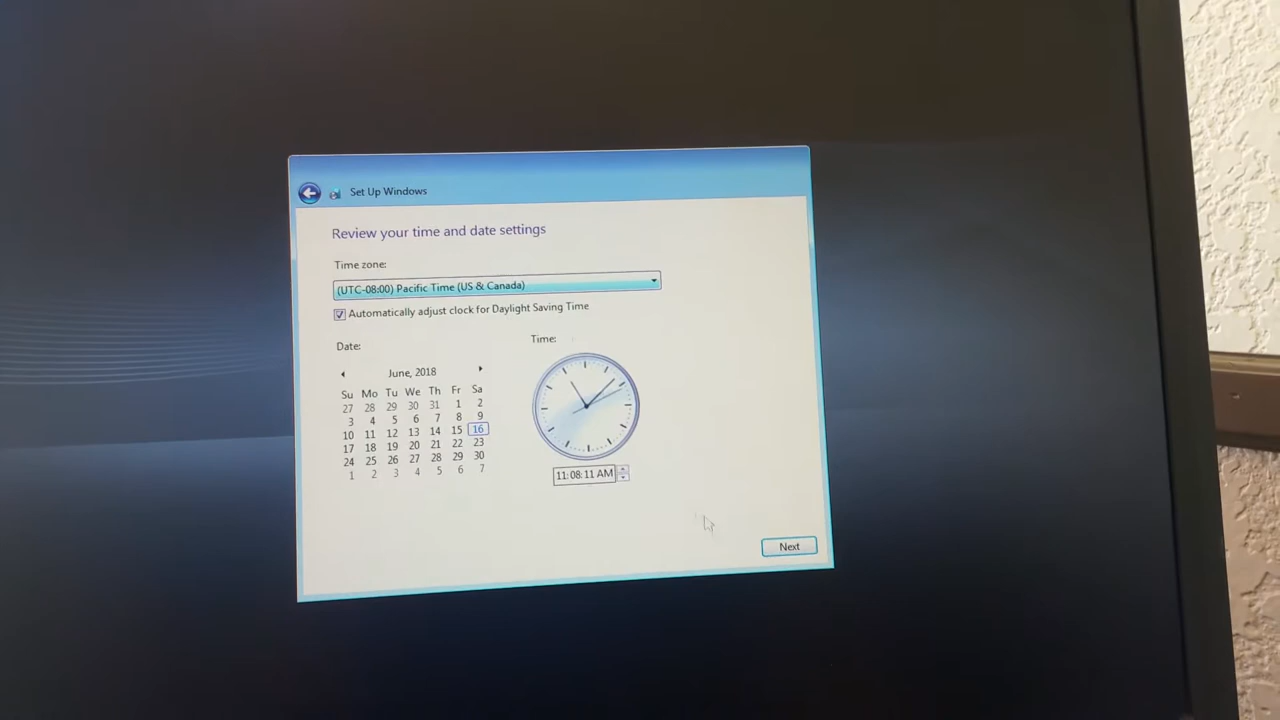 Set Up Windows
Review your time and date settings
Time zone:
(UTC-08:00) Pacific Time (US & Canada)
Automatically adjust clock for Daylight Saving Time
Date:
Time:
June, 2018
Su Mo Tu We Th Fr Sa
27 28 29 30 31 1 2
3 4 5 6 7 8 9
10 11 12 13 14 15 16
17 18 19 20 21 22 23
24 25 26 27 28 29 30
1 2 3 4 5 6 7
11:08:11 AM
Next